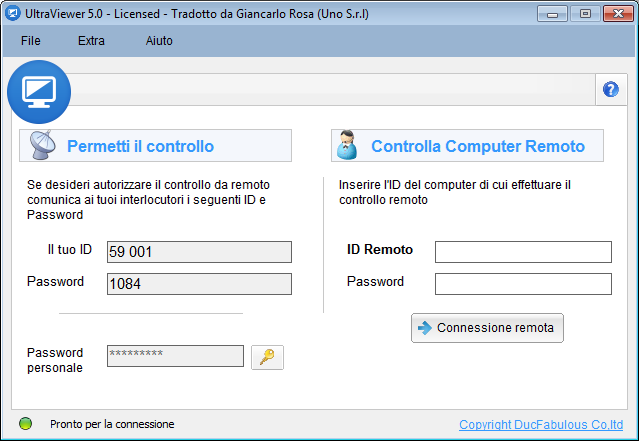 UltraViewer 5.0 - Licensed - Tradotto da Giancarlo Rosa (Uno S.r.l)
File Extra Aiuto
?
Permetti il controllo
Se desideri autorizzare il controllo da remoto
comunica ai tuoi interlocutori i seguenti ID e
Password
Il tuo ID 59 001
Password 1084
Password
personale *********
Controlla Computer Remoto
Inserire l'ID del computer di cui effettuare il
controllo remoto
ID Remoto
Password
Connessione remota
Pronto per la connessione
Copyright DucFabulous Co,ltd